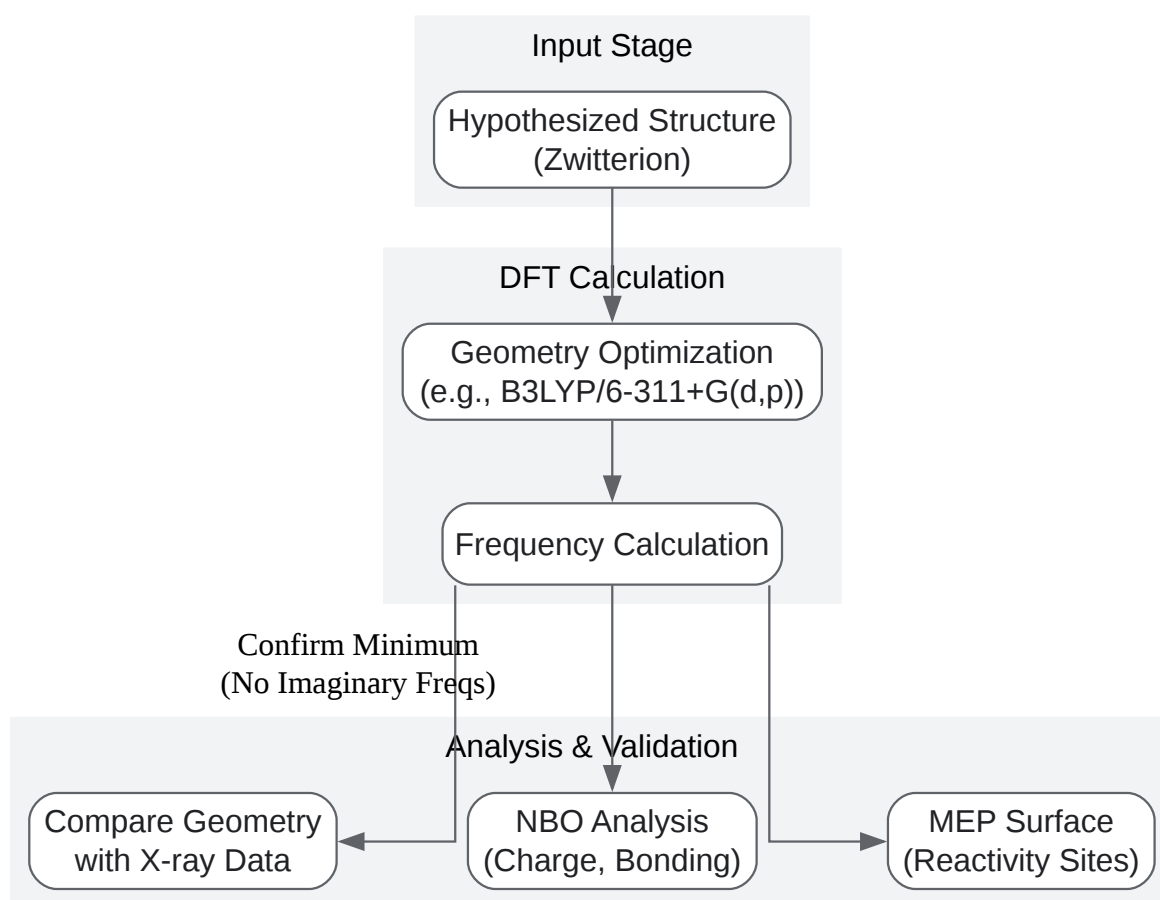 Input Stage
Hypothesized Structure
(Zwitterion)
DFT Calculation
Geometry Optimization
(e.g., B3LYP/6-311+G(d,p))
Frequency Calculation
Confirm Minimum
(No Imaginary Freqs)
Analysis & Validation
Compare Geometry
with X-ray Data
NBO Analysis
(Charge, Bonding)
MEP Surface
(Reactivity Sites)